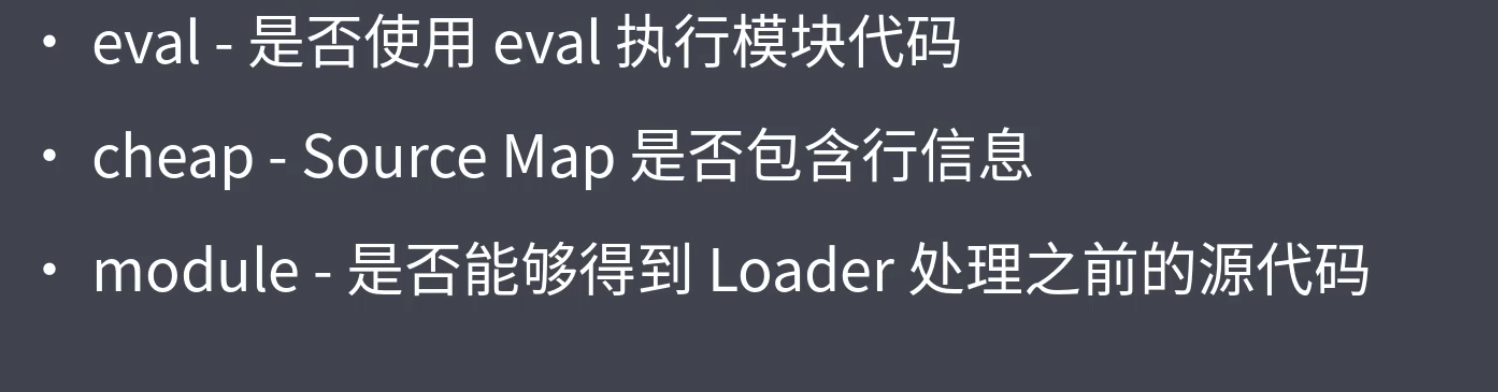 • eval - 是否使用 eval 执行模块代码
• cheap - Source Map 是否包含行信息
• module - 是否能够得到 Loader 处理之前的源代码